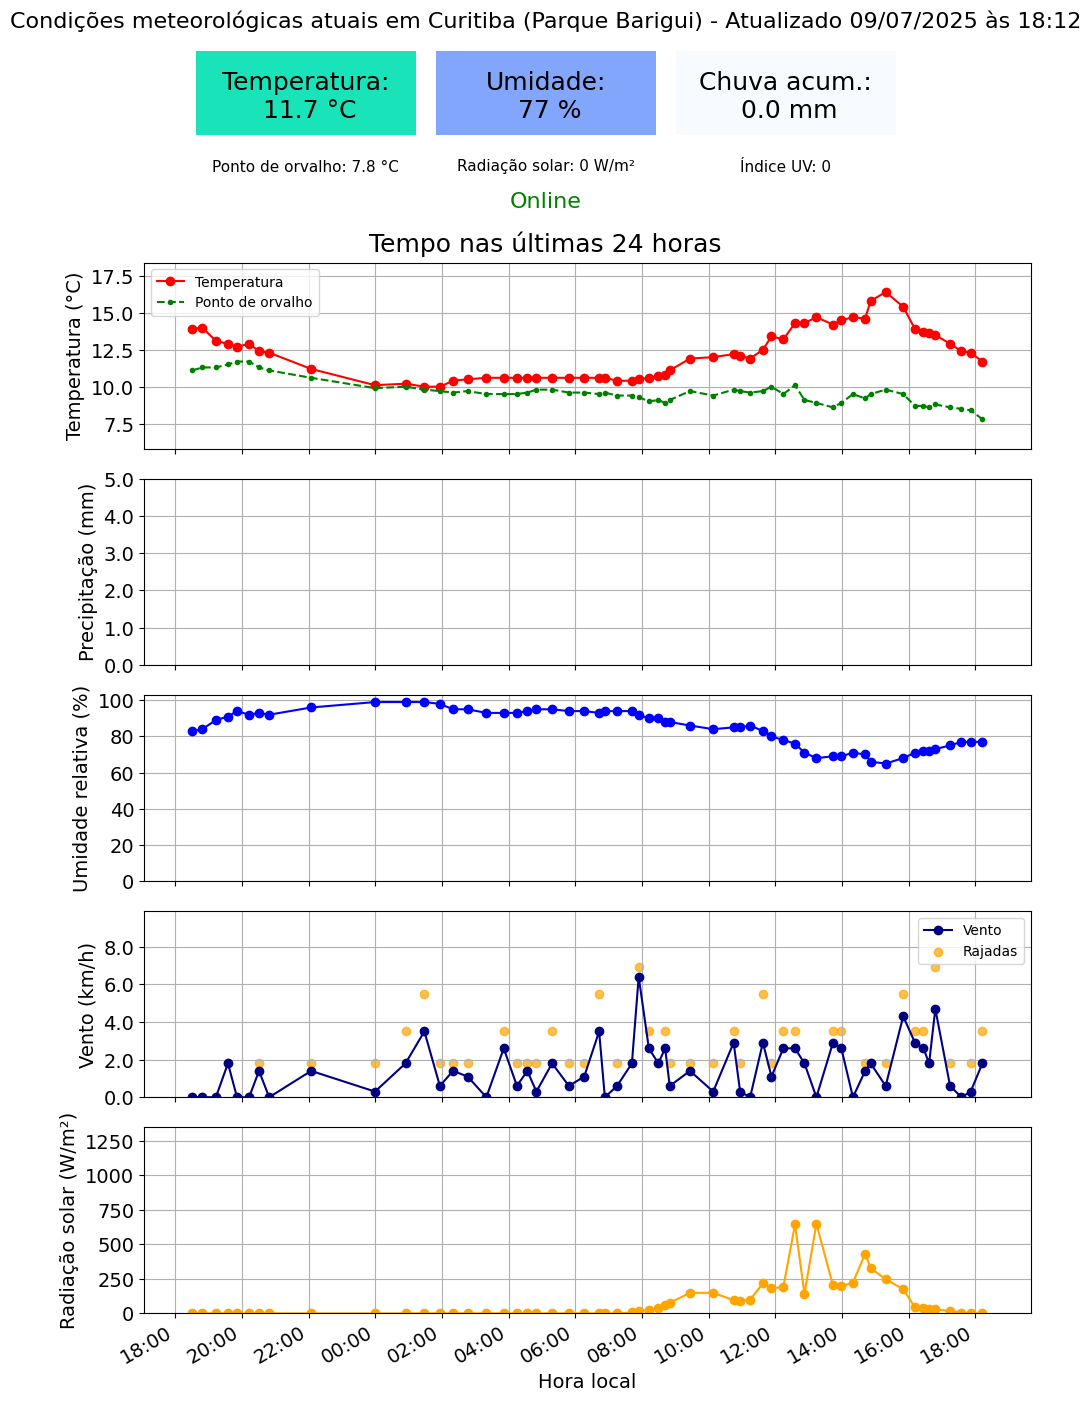 Condições meteorológicas atuais em Curitiba (Parque Barigui) - Atualizado 09/07/2025 às 18:12
Temperatura:
11.7 °C
Umidade:
77 %
Chuva acum.:
0.0 mm
Ponto de orvalho: 7.8 °C
Radiação solar: 0 W/m²
Índice UV: 0
Online
Tempo nas últimas 24 horas
Temperatura (°C)
17.5
15.0
12.5
10.0
7.5
Temperatura
Ponto de orvalho
Precipitação (mm)
5.0
4.0
3.0
2.0
1.0
0.0
Umidade relativa (%)
100
80
60
40
20
0
Vento (km/h)
8.0
6.0
4.0
2.0
0.0
Vento
Rajadas
Radiação solar (W/m²)
1250
1000
750
500
250
0
18:00
20:00
22:00
00:00
02:00
04:00
06:00
08:00
10:00
12:00
14:00
16:00
18:00
Hora local